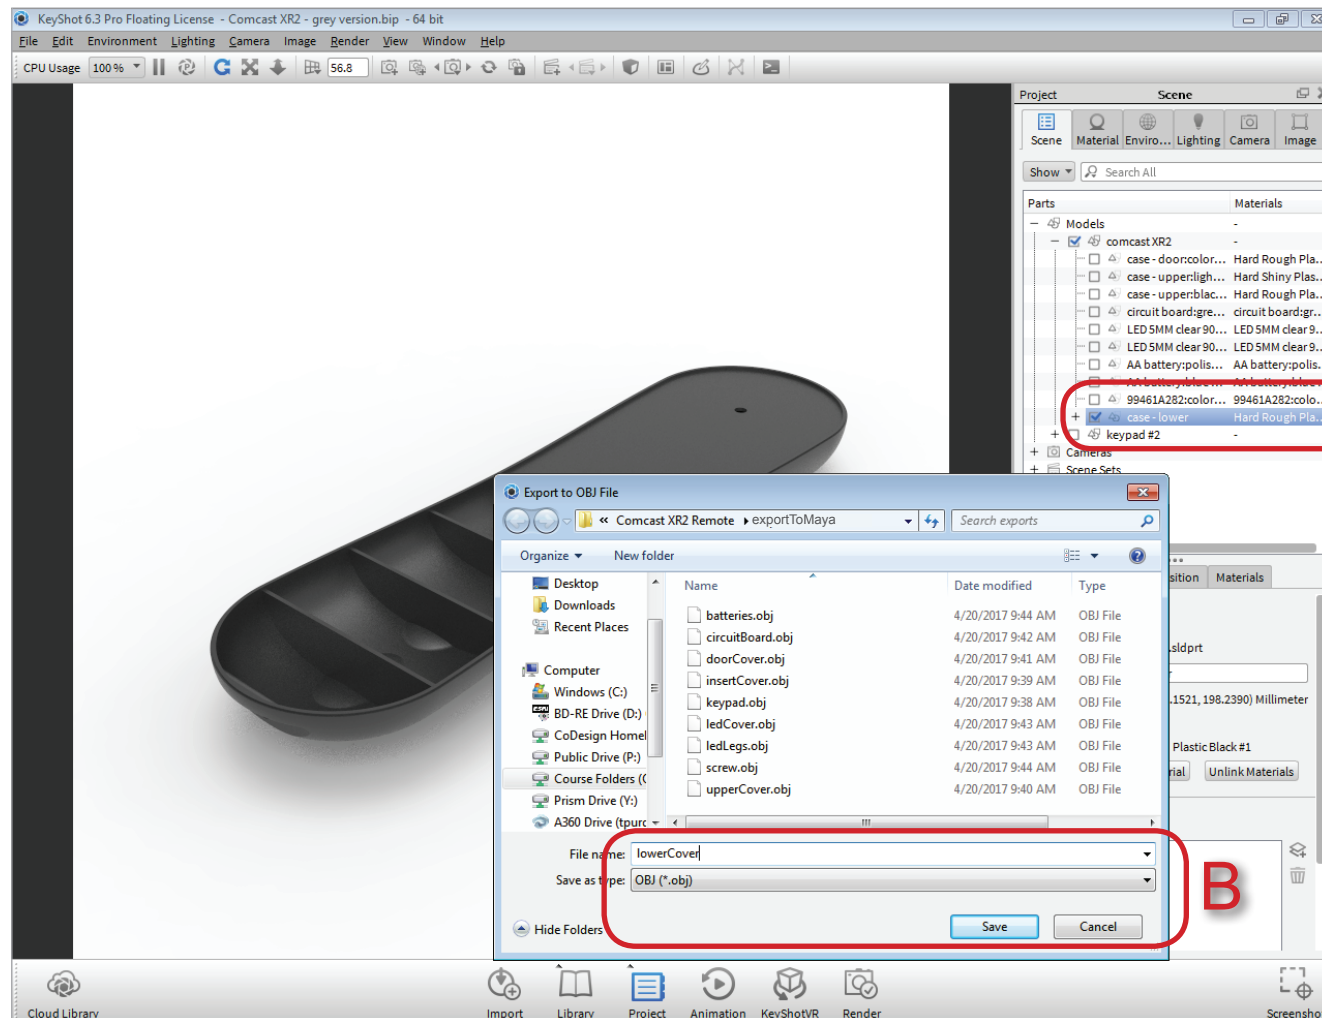 KeyShot 6.3 Pro Floating License - Comcast XR2 - grey version.bip - 64 bit
File Edit Environment Lighting Camera Image Render View Window Help
CPU Usage 100 % 56.8
Project Scene
Scene Material Enviro... Lighting Camera Image
Show Search All
Parts Materials
Models -
comcast XR2 -
case - door:color... Hard Rough Pla..
case - upper:ligh... Hard Shiny Plas..
case - upper:blac... Hard Rough Pla..
circuit board:gre... circuit board:gr..
LED 5MM clear 90... LED 5MM clear 9..
LED 5MM clear 90... LED 5MM clear 9..
AA battery:polis... AA battery:polis.
99461A282:color... 99461A282:colo..
case - lower Hard Rough Pla..
keypad #2 -
Cameras
Scene Sets
Export to OBJ File
« Comcast XR2 Remote exportToMaya Search exports
Organize New folder
Desktop
Downloads
Recent Places
Computer
Windows (C:)
BD-RE Drive (D:)
CoDesign Homel
Public Drive (P:)
Course Folders (
Prism Drive (Y:)
A360 Drive (tpurc
Name Date modified Type
batteries.obj 4/20/2017 9:44 AM OBJ File
circuitBoard.obj 4/20/2017 9:42 AM OBJ File
doorCover.obj 4/20/2017 9:41 AM OBJ File
insertCover.obj 4/20/2017 9:39 AM OBJ File
keypad.obj 4/20/2017 9:38 AM OBJ File
ledCover.obj 4/20/2017 9:43 AM OBJ File
ledLegs.obj 4/20/2017 9:43 AM OBJ File
screw.obj 4/20/2017 9:44 AM OBJ File
upperCover.obj 4/20/2017 9:40 AM OBJ File
File name: lowerCover
Save as type: OBJ (*.obj)
Hide Folders Save Cancel
B
sition Materials
.sldprt
.1521, 198.2390) Millimeter
Plastic Black #1
rial Unlink Materials
Cloud Library Import Library Project Animation KeyShotVR Render Screensho